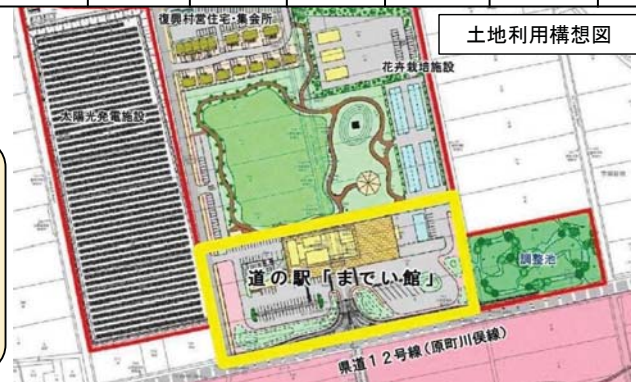 土地利用構想図
復興村営住宅・集会所
花卉栽培施設
太陽光発電施設
道の駅「までい館」
調整池
県道12号線(原町川俣線)